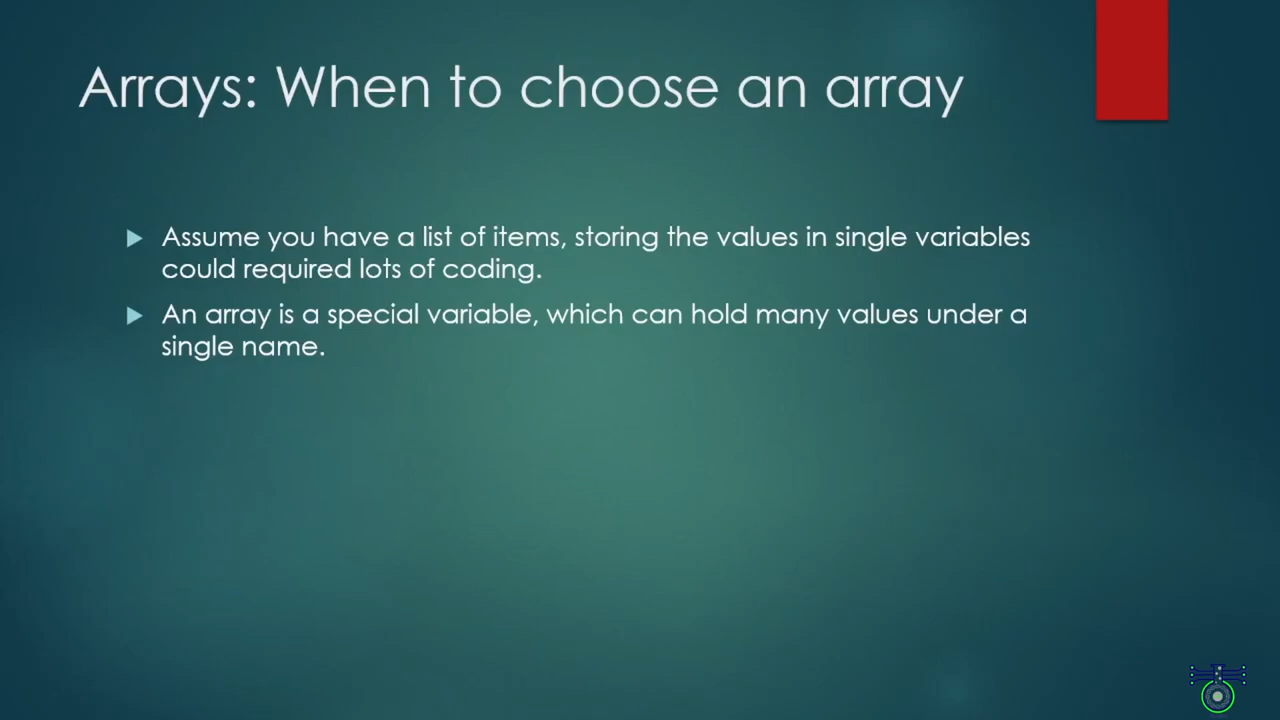 Arrays: When to choose an array
Assume you have a list of items, storing the values in single variables
could required lots of coding.
An array is a special variable, which can hold many values under a
single name.